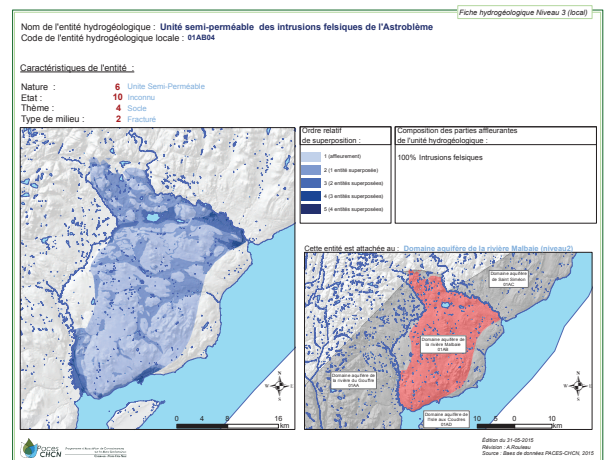 Fiche hydrogéologique Niveau 3 (local)
Nom de l'entité hydrogéologique : Unité semi-perméable des intrusions felsiques de l'Astroblème
Code de l'entité hydrogéologique locale : 01AB04
Caractéristiques de l'entité :
Nature : 6 Unite Semi-Perméable
Etat : 10 Inconnu
Thème : 4 Socle
Type de milieu : 2 Fracturé
Ordre relatif
de superposition :
1 (affleurement)
2 (1 entité superposée)
3 (2 entités superposées)
4 (3 entités superposées)
5 (4 entités superposées)
Composition des parties affleurantes
de l'unité hydrogéologique :
100% Intrusions felsiques
Cette entité est attachée au : Domaine aquifère de la rivière Malbaie (niveau2)
Domaine aquifère
de Saint Siméon
01AC
Domaine aquifère de
la rivière Malbaie
01AB
Domaine aquifère de
la rivière du Gouffre
01AA
Domaine aquifère de
l'Isle aux Coudres
01AD
N
W E
S
0 4 8 16
km
N
W E
S
10 5 0 10
km
Paces
CHCN
Édition du 31-05-2015
Révision : A.Rouleau
Source : Base de données PACES-CHCN, 2015